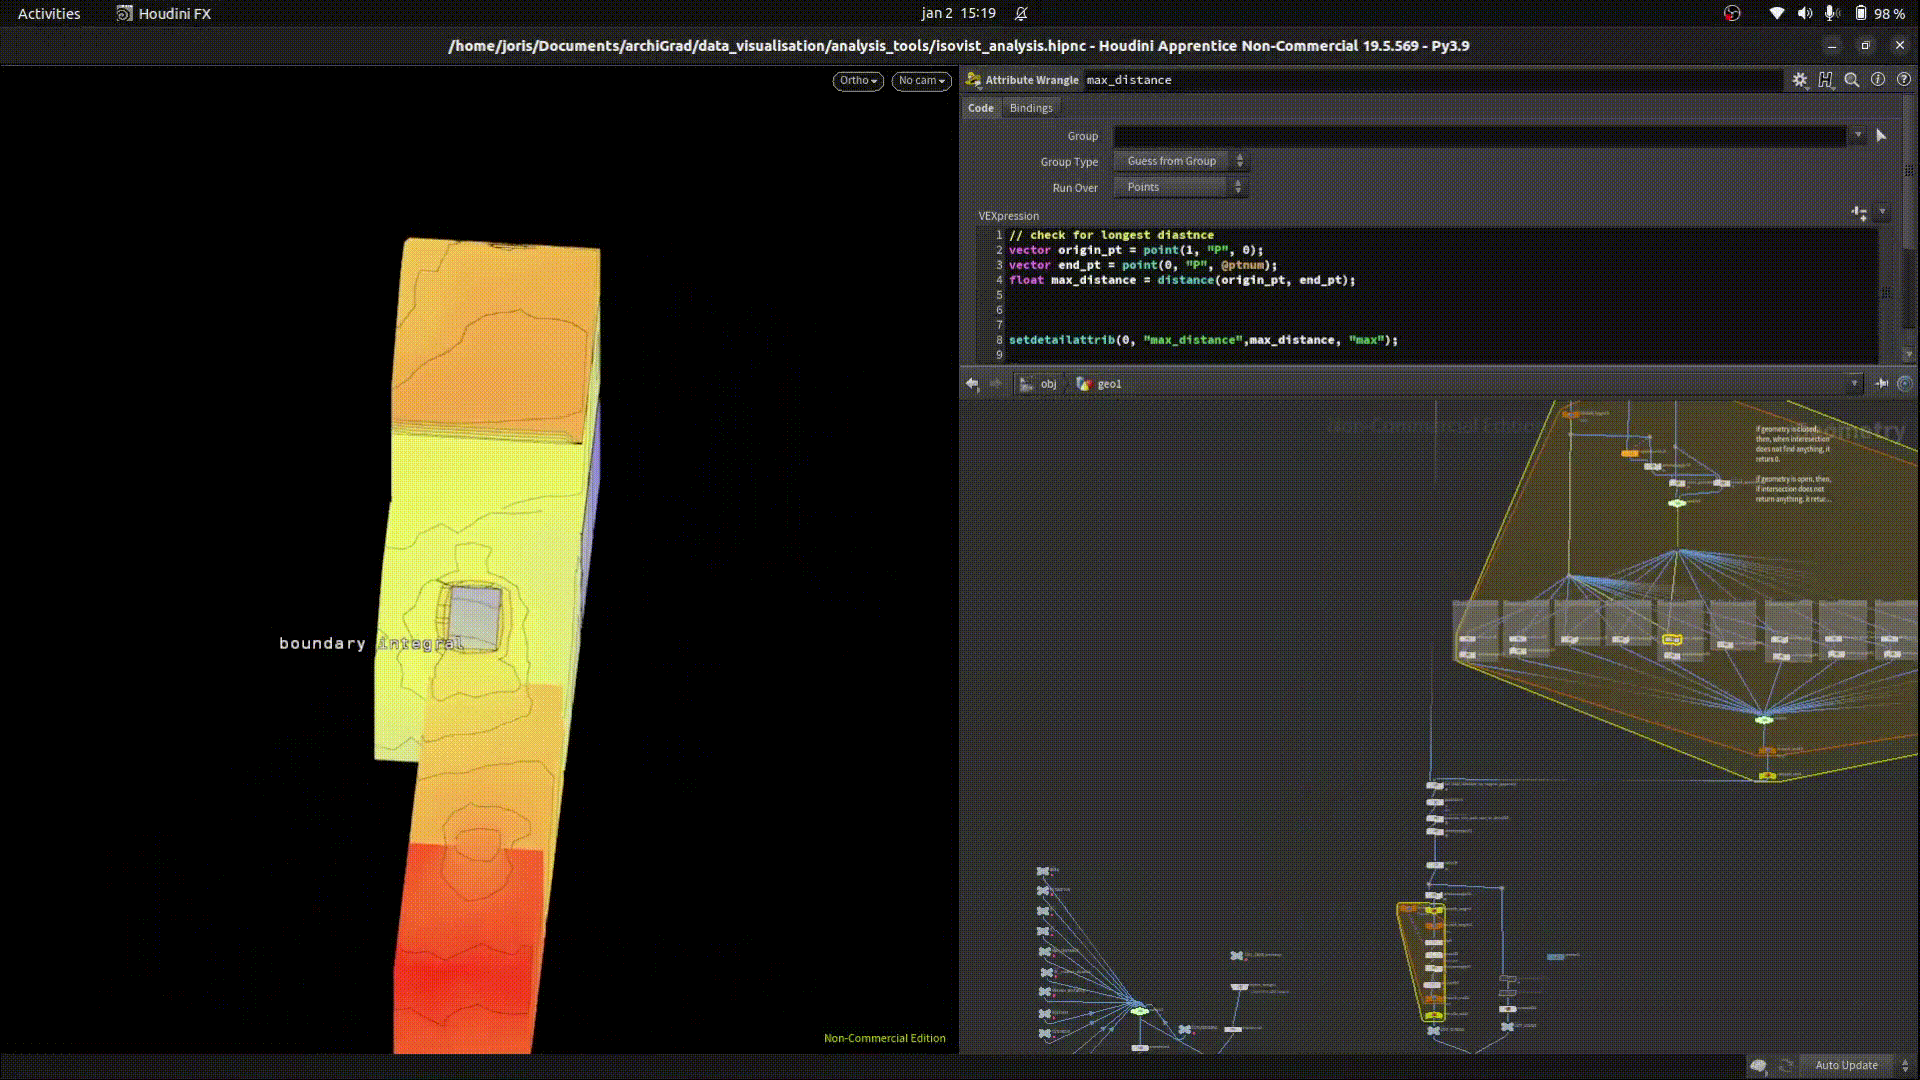 Activities
Houdini FX
jan 2 15:19
98 %
/home/joris/Documents/archiGrad/data_visualisation/analysis_tools/isovist_analysis.hipnc - Houdini Apprentice Non-Commercial 19.5.569 - Py3.9
Ortho
No cam
Attribute Wrangle max_distance
Code
Bindings
Group
Group Type
Guess from Group
Run Over
Points
VEXpression
1 // check for longest diastnce
2 vector origin_pt = point(1, "P", 0);
3 vector end_pt = point(0, "P", @ptnum);
4 float max_distance = distance(origin_pt, end_pt);
5
6
7
8 setdetailattrib(0, "max_distance",max_distance, "max");
9
obj
geo1
Non-Commercial Edition
if geometry is closed,
then, when interesection
does not find anything, it
return 0.
if geometry is open, then,
if intersection does not
return anything, it retur...
boundary integral
Non-Commercial Edition
Auto Update